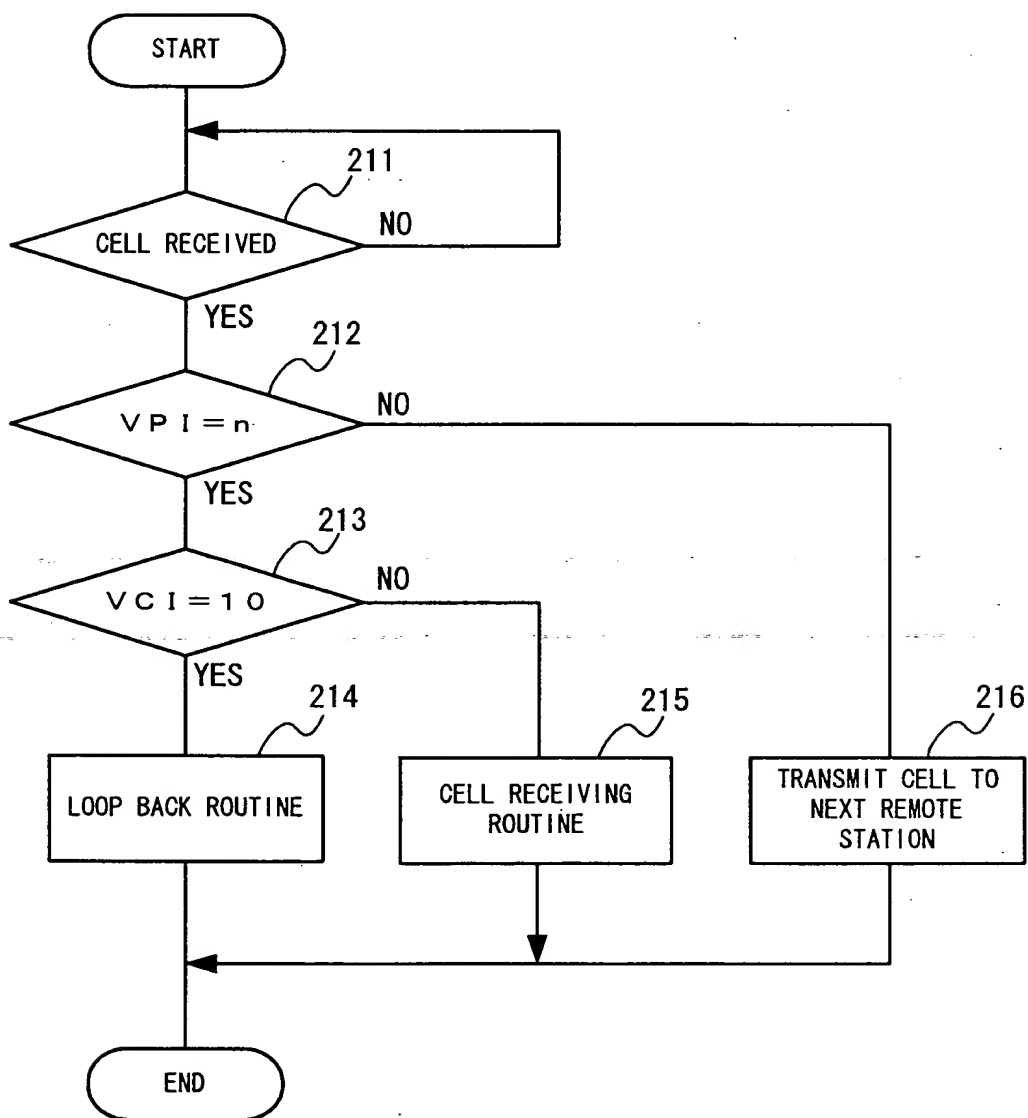 START
211
CELL RECEIVED
NO
YES
212
VPI=n
NO
YES
213
VCI=10
NO
YES
214
LOOP BACK ROUTINE
215
CELL RECEIVING
ROUTINE
216
TRANSMIT CELL TO
NEXT REMOTE
STATION
END